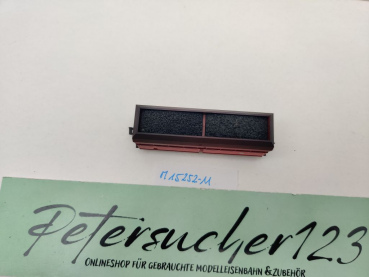 M15252-M
Petersucher123
ONLINESHOP FÜR GEBRAUCHTE MODELLEISENBAHN & ZUBEHÖR